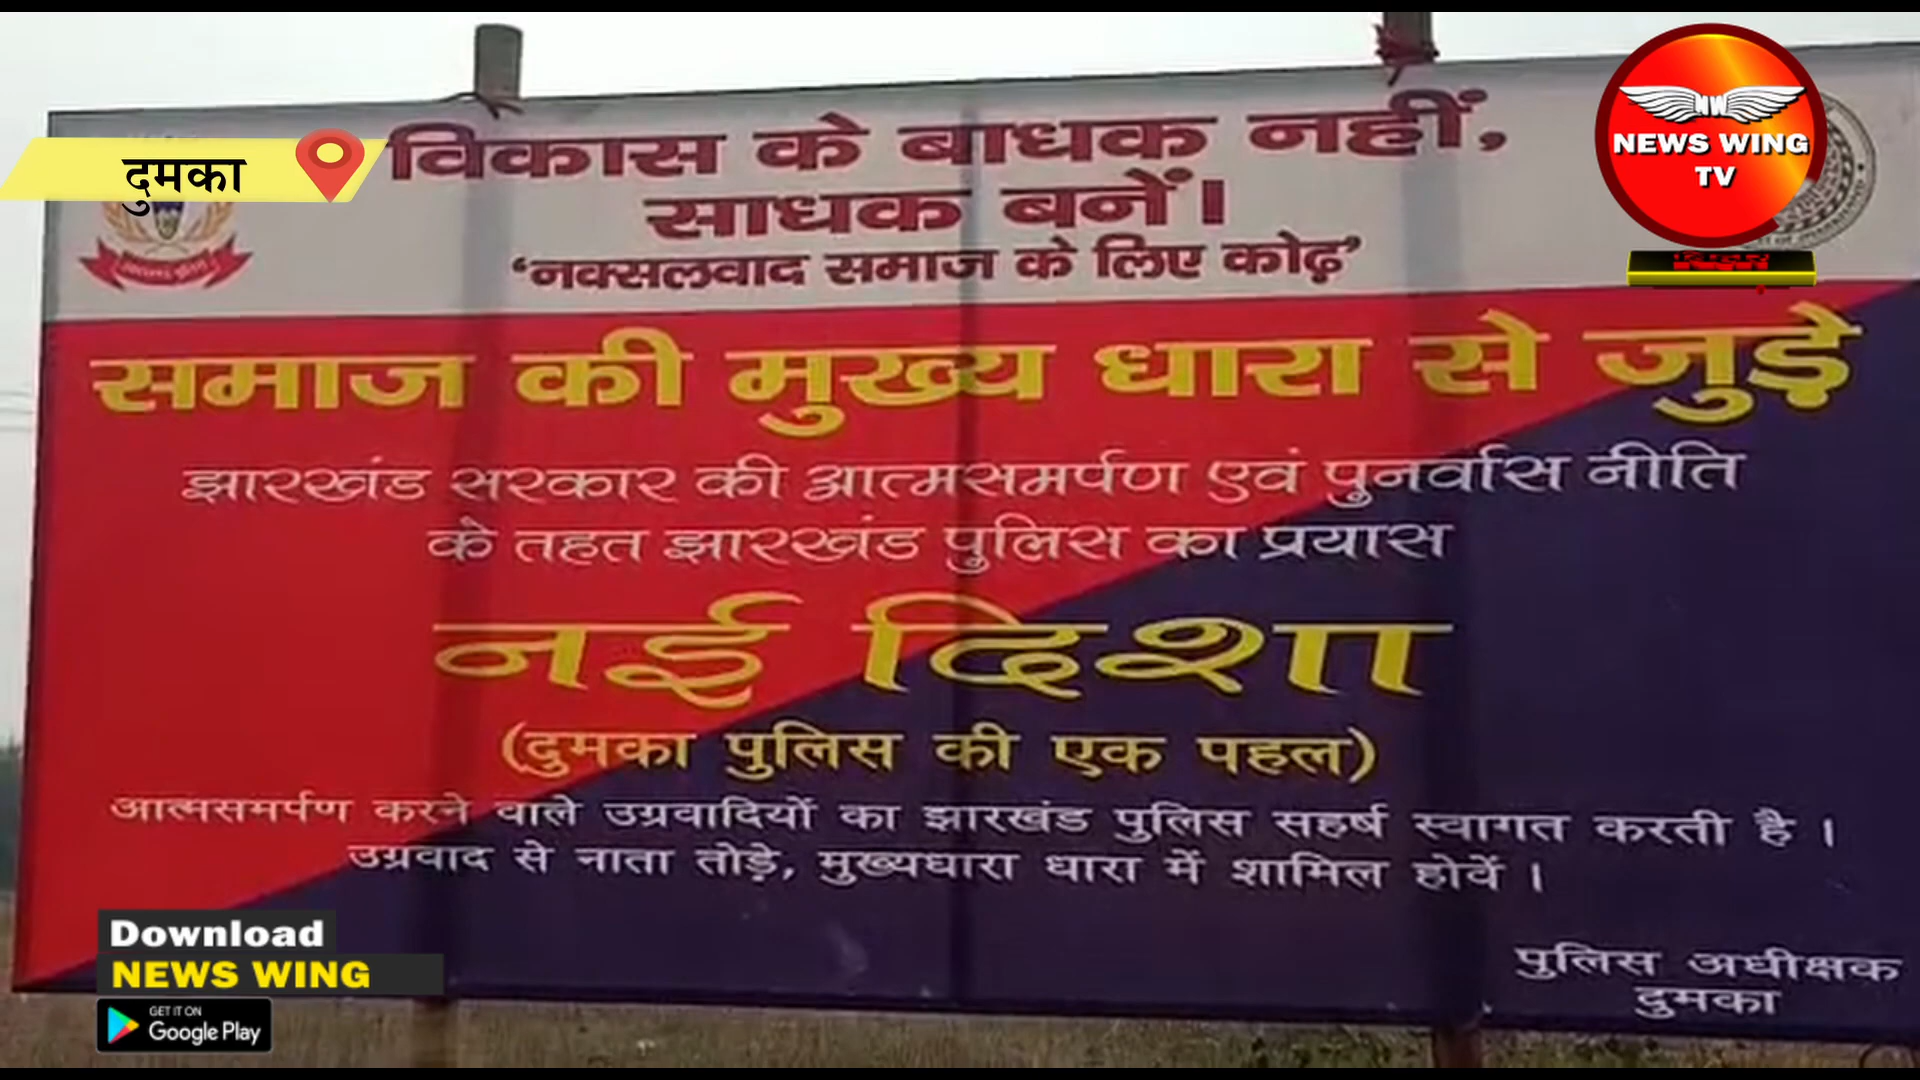 विकास के बाधक नहीं,
साधक बनें।
‘नक्सलवाद समाज के लिए कोढ़’
समाज की मुख्य धारा से जुड़े
झारखंड सरकार की आत्मसमर्पण एवं पुनर्वास नीति
के तहत झारखंड पुलिस का प्रयास
नई दिशा
(दुमका पुलिस की एक पहल)
आत्मसमर्पण करने वाले उग्रवादियों का झारखंड पुलिस सहर्ष स्वागत करती है।
उग्रवाद से नाता तोड़े, मुख्यधारा धारा में शामिल होवें।
पुलिस अधीक्षक
दुमका
दुमका
NW
NEWS WING
TV
Download
NEWS WING
GET IT ON
Google Play